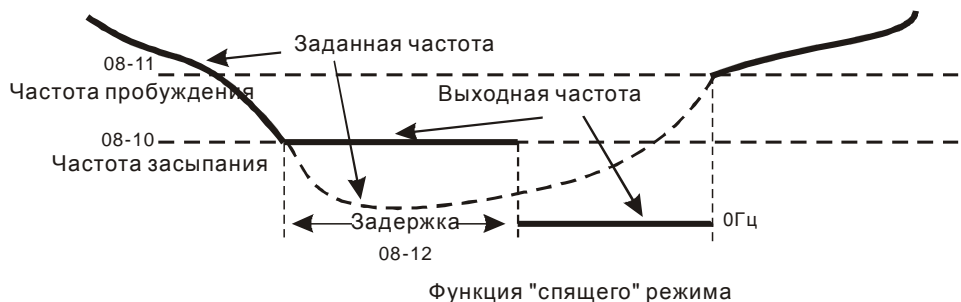 Заданная частота
08-11
Частота пробуждения
Выходная частота
08-10
Частота засыпания
Задержка
0Гц
08-12
Функция "спящего" режима